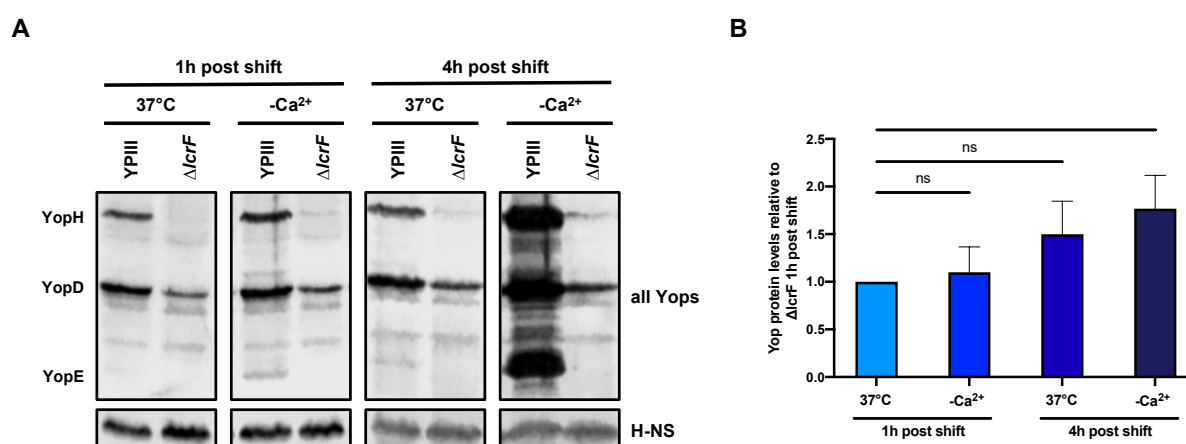 A
1h post shift
4h post shift
37°C
-Ca²⁺
37°C
-Ca²⁺
YPIII
ΔlcrF
YPIII
ΔlcrF
YPIII
ΔlcrF
YPIII
ΔlcrF
YopH
YopD
YopE
all Yops
H-NS
B
Yop protein levels relative to
ΔlcrF 1h post shift
2.5
2.0
1.5
1.0
0.5
0.0
ns
ns
37°C
-Ca²⁺
37°C
-Ca²⁺
1h post shift
4h post shift